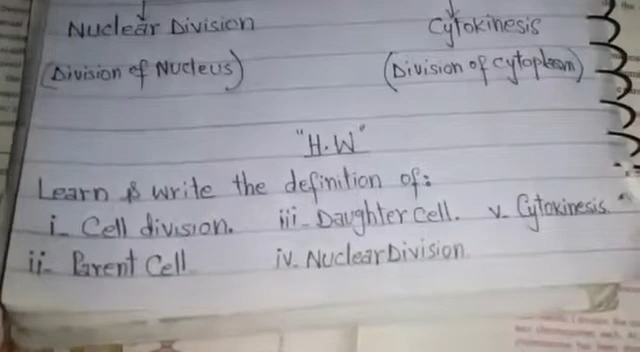 Nuclear Division Cytokinesis
(Division of Nucleus) (Division of cytoplasm)
"H.W"
Learn & write the definition of:
i- Cell division. iii- Daughter cell. v- Cytokinesis.
ii- Parent Cell iv. Nuclear Division